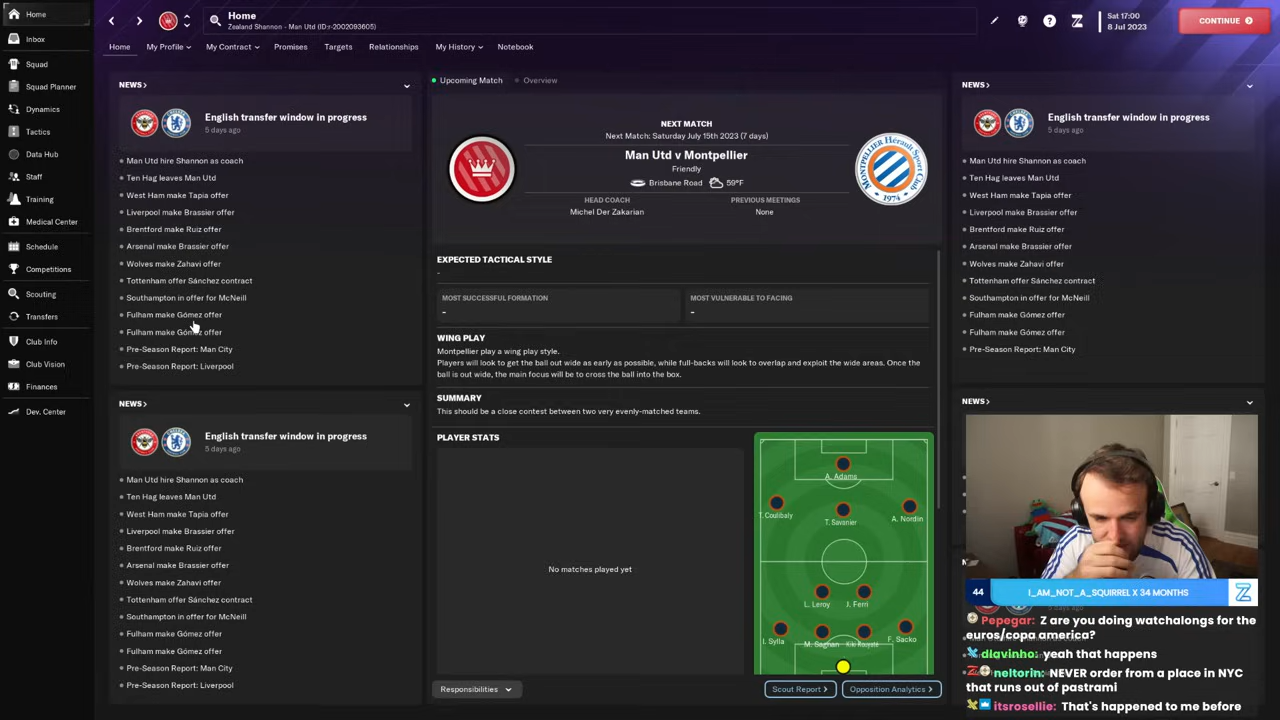 Home
Home
Zealand Shannon - Man Utd (ID:r-2002093605)
Sat 17:00
8 Jul 2023
CONTINUE
Inbox
Squad
Squad Planner
Dynamics
Tactics
Data Hub
Staff
Training
Medical Center
Schedule
Competitions
Scouting
Transfers
Club Info
Club Vision
Finances
Dev. Center
Home
My Profile
My Contract
Promises
Targets
Relationships
My History
Notebook
NEWS >
English transfer window in progress
5 days ago
Man Utd hire Shannon as coach
Ten Hag leaves Man Utd
West Ham make Tapia offer
Liverpool make Brassier offer
Brentford make Ruiz offer
Arsenal make Brassier offer
Wolves make Zahavi offer
Tottenham offer Sánchez contract
Southampton in offer for McNeill
Fulham make Gómez offer
Fulham make Gómez offer
Pre-Season Report: Man City
Pre-Season Report: Liverpool
NEWS >
English transfer window in progress
5 days ago
Man Utd hire Shannon as coach
Ten Hag leaves Man Utd
West Ham make Tapia offer
Liverpool make Brassier offer
Brentford make Ruiz offer
Arsenal make Brassier offer
Wolves make Zahavi offer
Tottenham offer Sánchez contract
Southampton in offer for McNeill
Fulham make Gómez offer
Fulham make Gómez offer
Pre-Season Report: Man City
Pre-Season Report: Liverpool
Upcoming Match
Overview
NEXT MATCH
Next Match: Saturday July 15th 2023 (7 days)
Man Utd v Montpellier
Friendly
Brisbane Road
59°F
HEAD COACH
Michel Der Zakarian
PREVIOUS MEETINGS
None
MONTPELLIER HÉRAULT SPORT CLUB
1974
EXPECTED TACTICAL STYLE
-
MOST SUCCESSFUL FORMATION
-
MOST VULNERABLE TO FACING
-
WING PLAY
Montpellier play a wing play style.
Players will look to get the ball out wide as early as possible, while full-backs will look to overlap and exploit the wide areas. Once the
ball is out wide, the main focus will be to cross the ball into the box.
SUMMARY
This should be a close contest between two very evenly-matched teams.
PLAYER STATS
No matches played yet
A. Adams
T. Coulibaly
T. Savanier
A. Nordin
L. Leroy
J. Ferri
I. Sylla
M. Sagnan
Kiki Kouyaté
F. Sacko
Responsibilities
Scout Report >
Opposition Analytics >
NEWS >
English transfer window in progress
5 days ago
Man Utd hire Shannon as coach
Ten Hag leaves Man Utd
West Ham make Tapia offer
Liverpool make Brassier offer
Brentford make Ruiz offer
Arsenal make Brassier offer
Wolves make Zahavi offer
Tottenham offer Sánchez contract
Southampton in offer for McNeill
Fulham make Gómez offer
Fulham make Gómez offer
Pre-Season Report: Man City
NEWS >
44
I_AM_NOT_A_SQUIRREL X 34 MONTHS
Pepegar: Z are you doing watchalongs for the
euros/copa america?
dlavinho: yeah that happens
neltorin: NEVER order from a place in NYC
that runs out of pastrami
itsrosellie: That's happened to me before